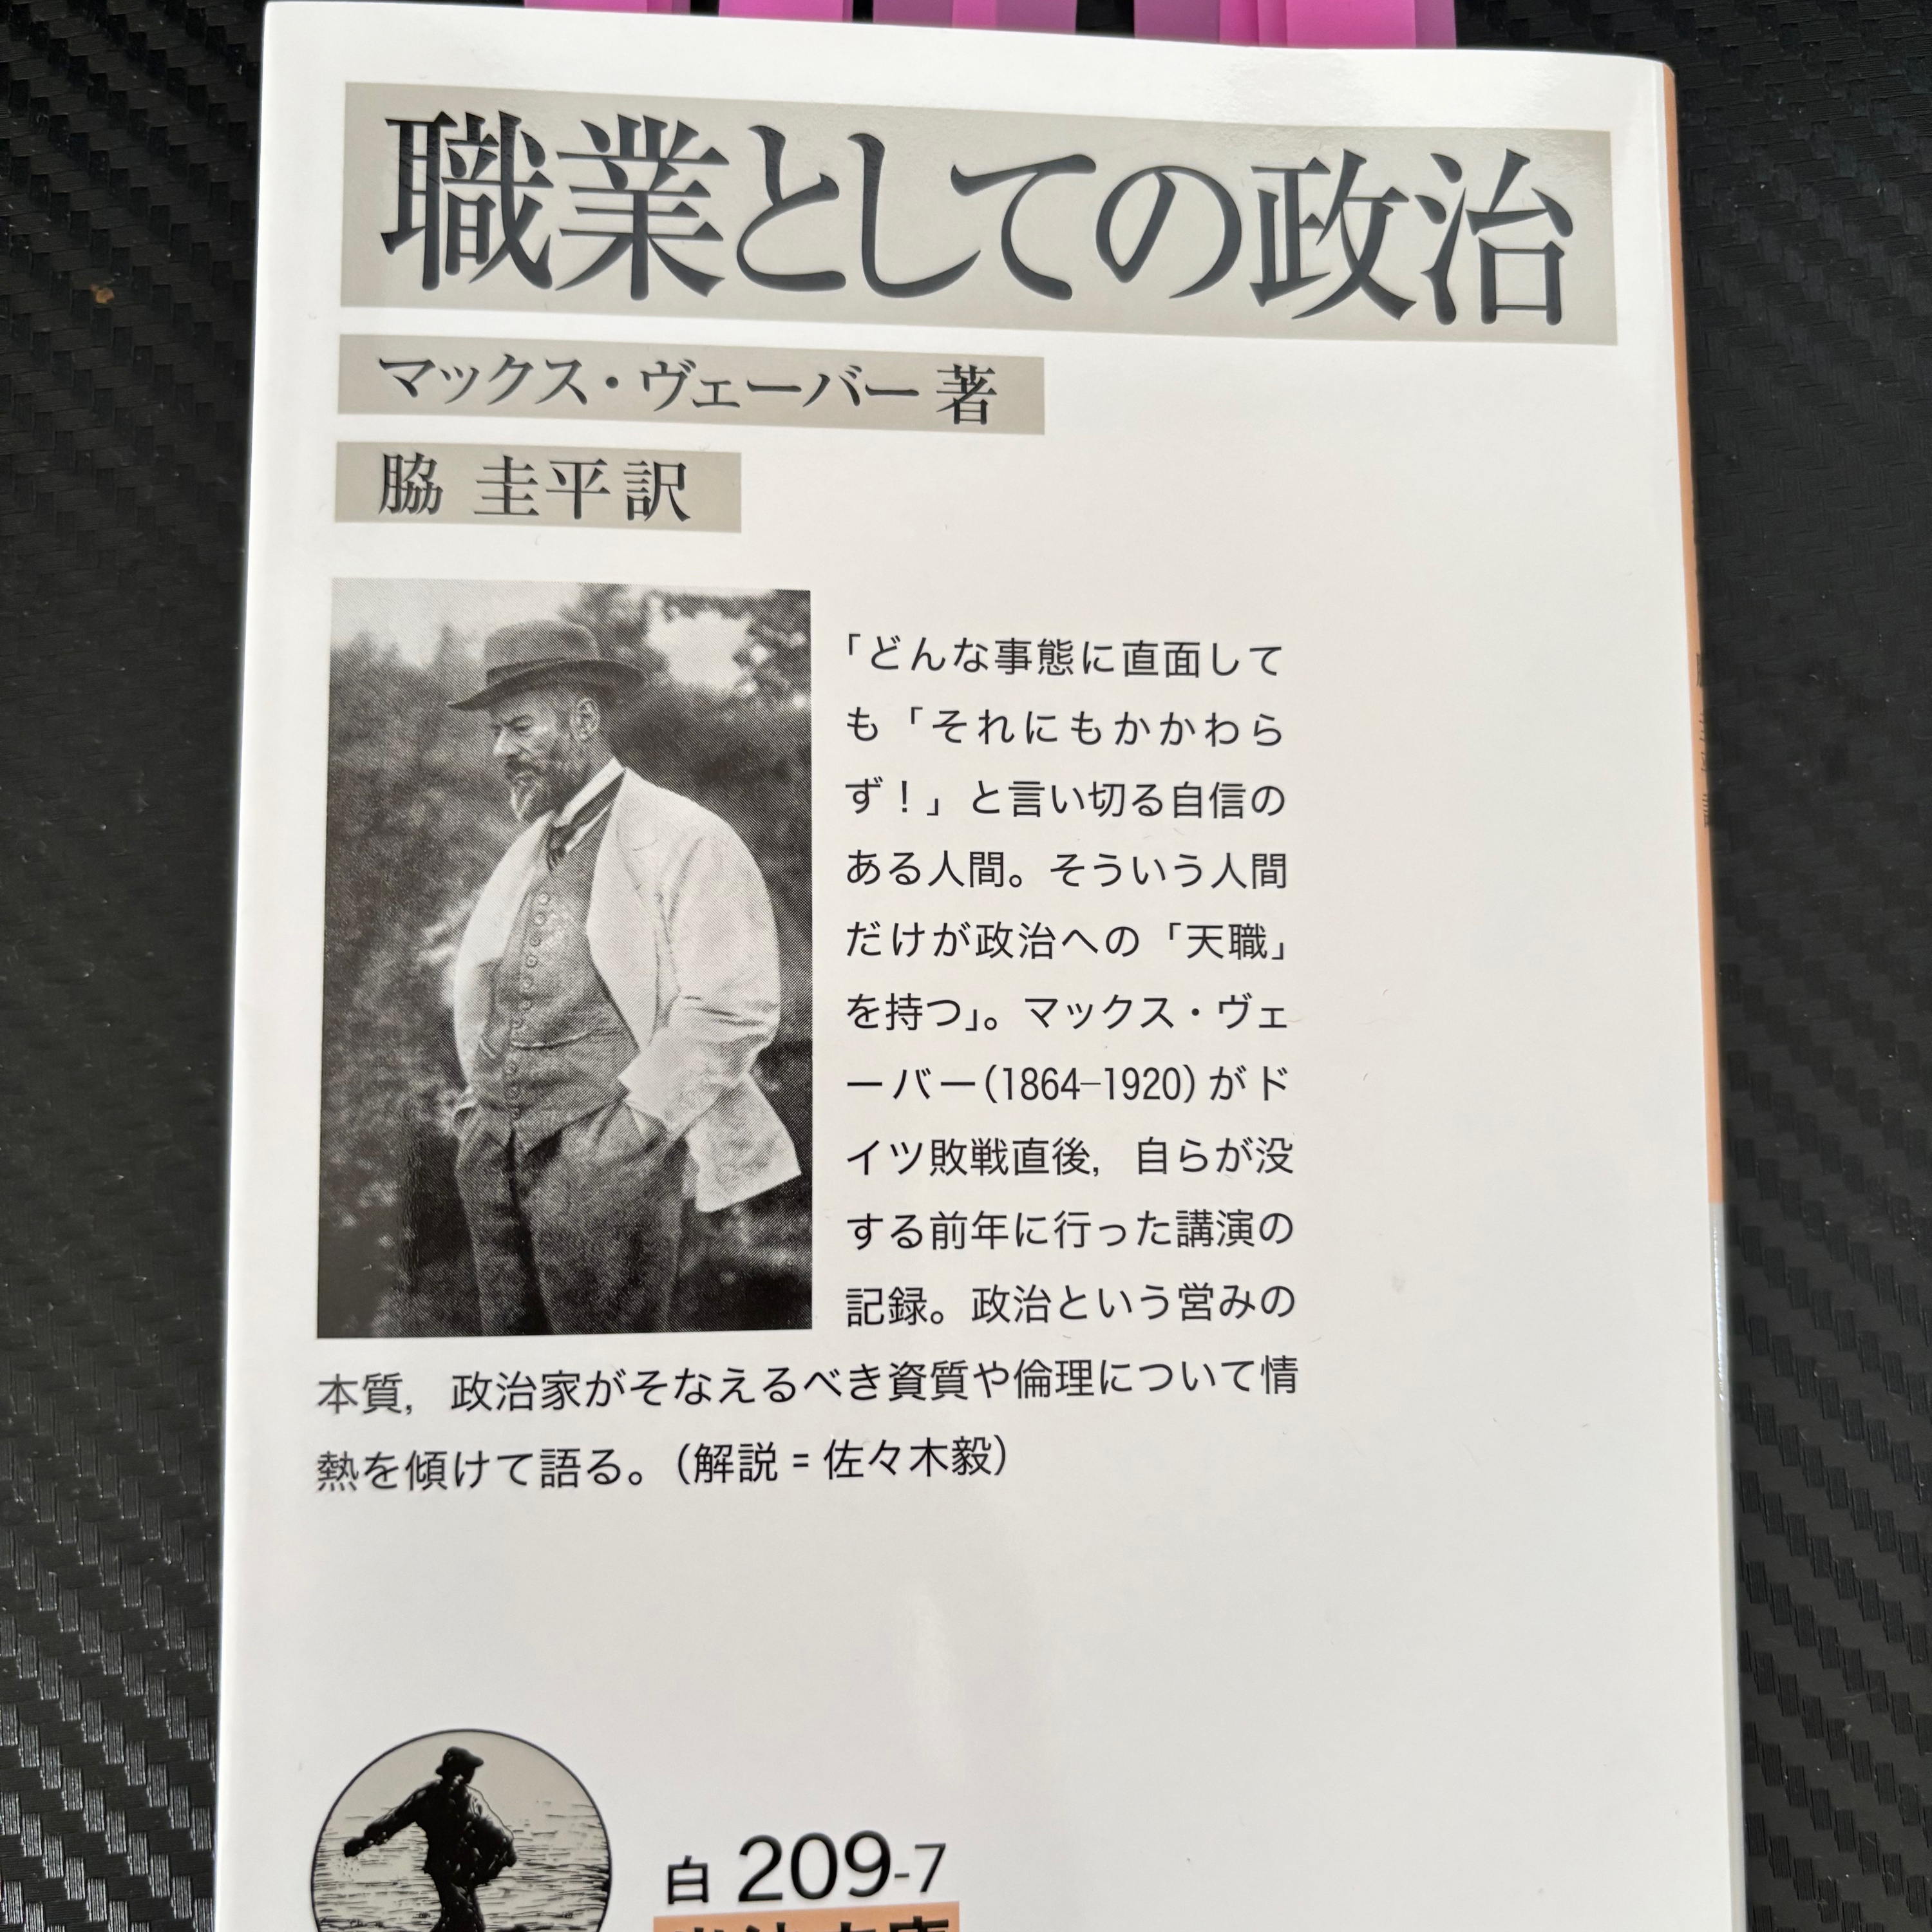 職業としての政治
マックス・ヴェーバー著
脇 圭平訳
「どんな事態に直面して
も「それにもかかわら
ず！」と言い切る自信の
ある人間。そういう人間
だけが政治への「天職」
を持つ」。マックス・ヴェ
ーバー(1864–1920)がド
イツ敗戦直後，自らが没
する前年に行った講演の
記録。政治という営みの
本質，政治家がそなえるべき資質や倫理について情
熱を傾けて語る。（解説＝佐々木毅）
白 209-7